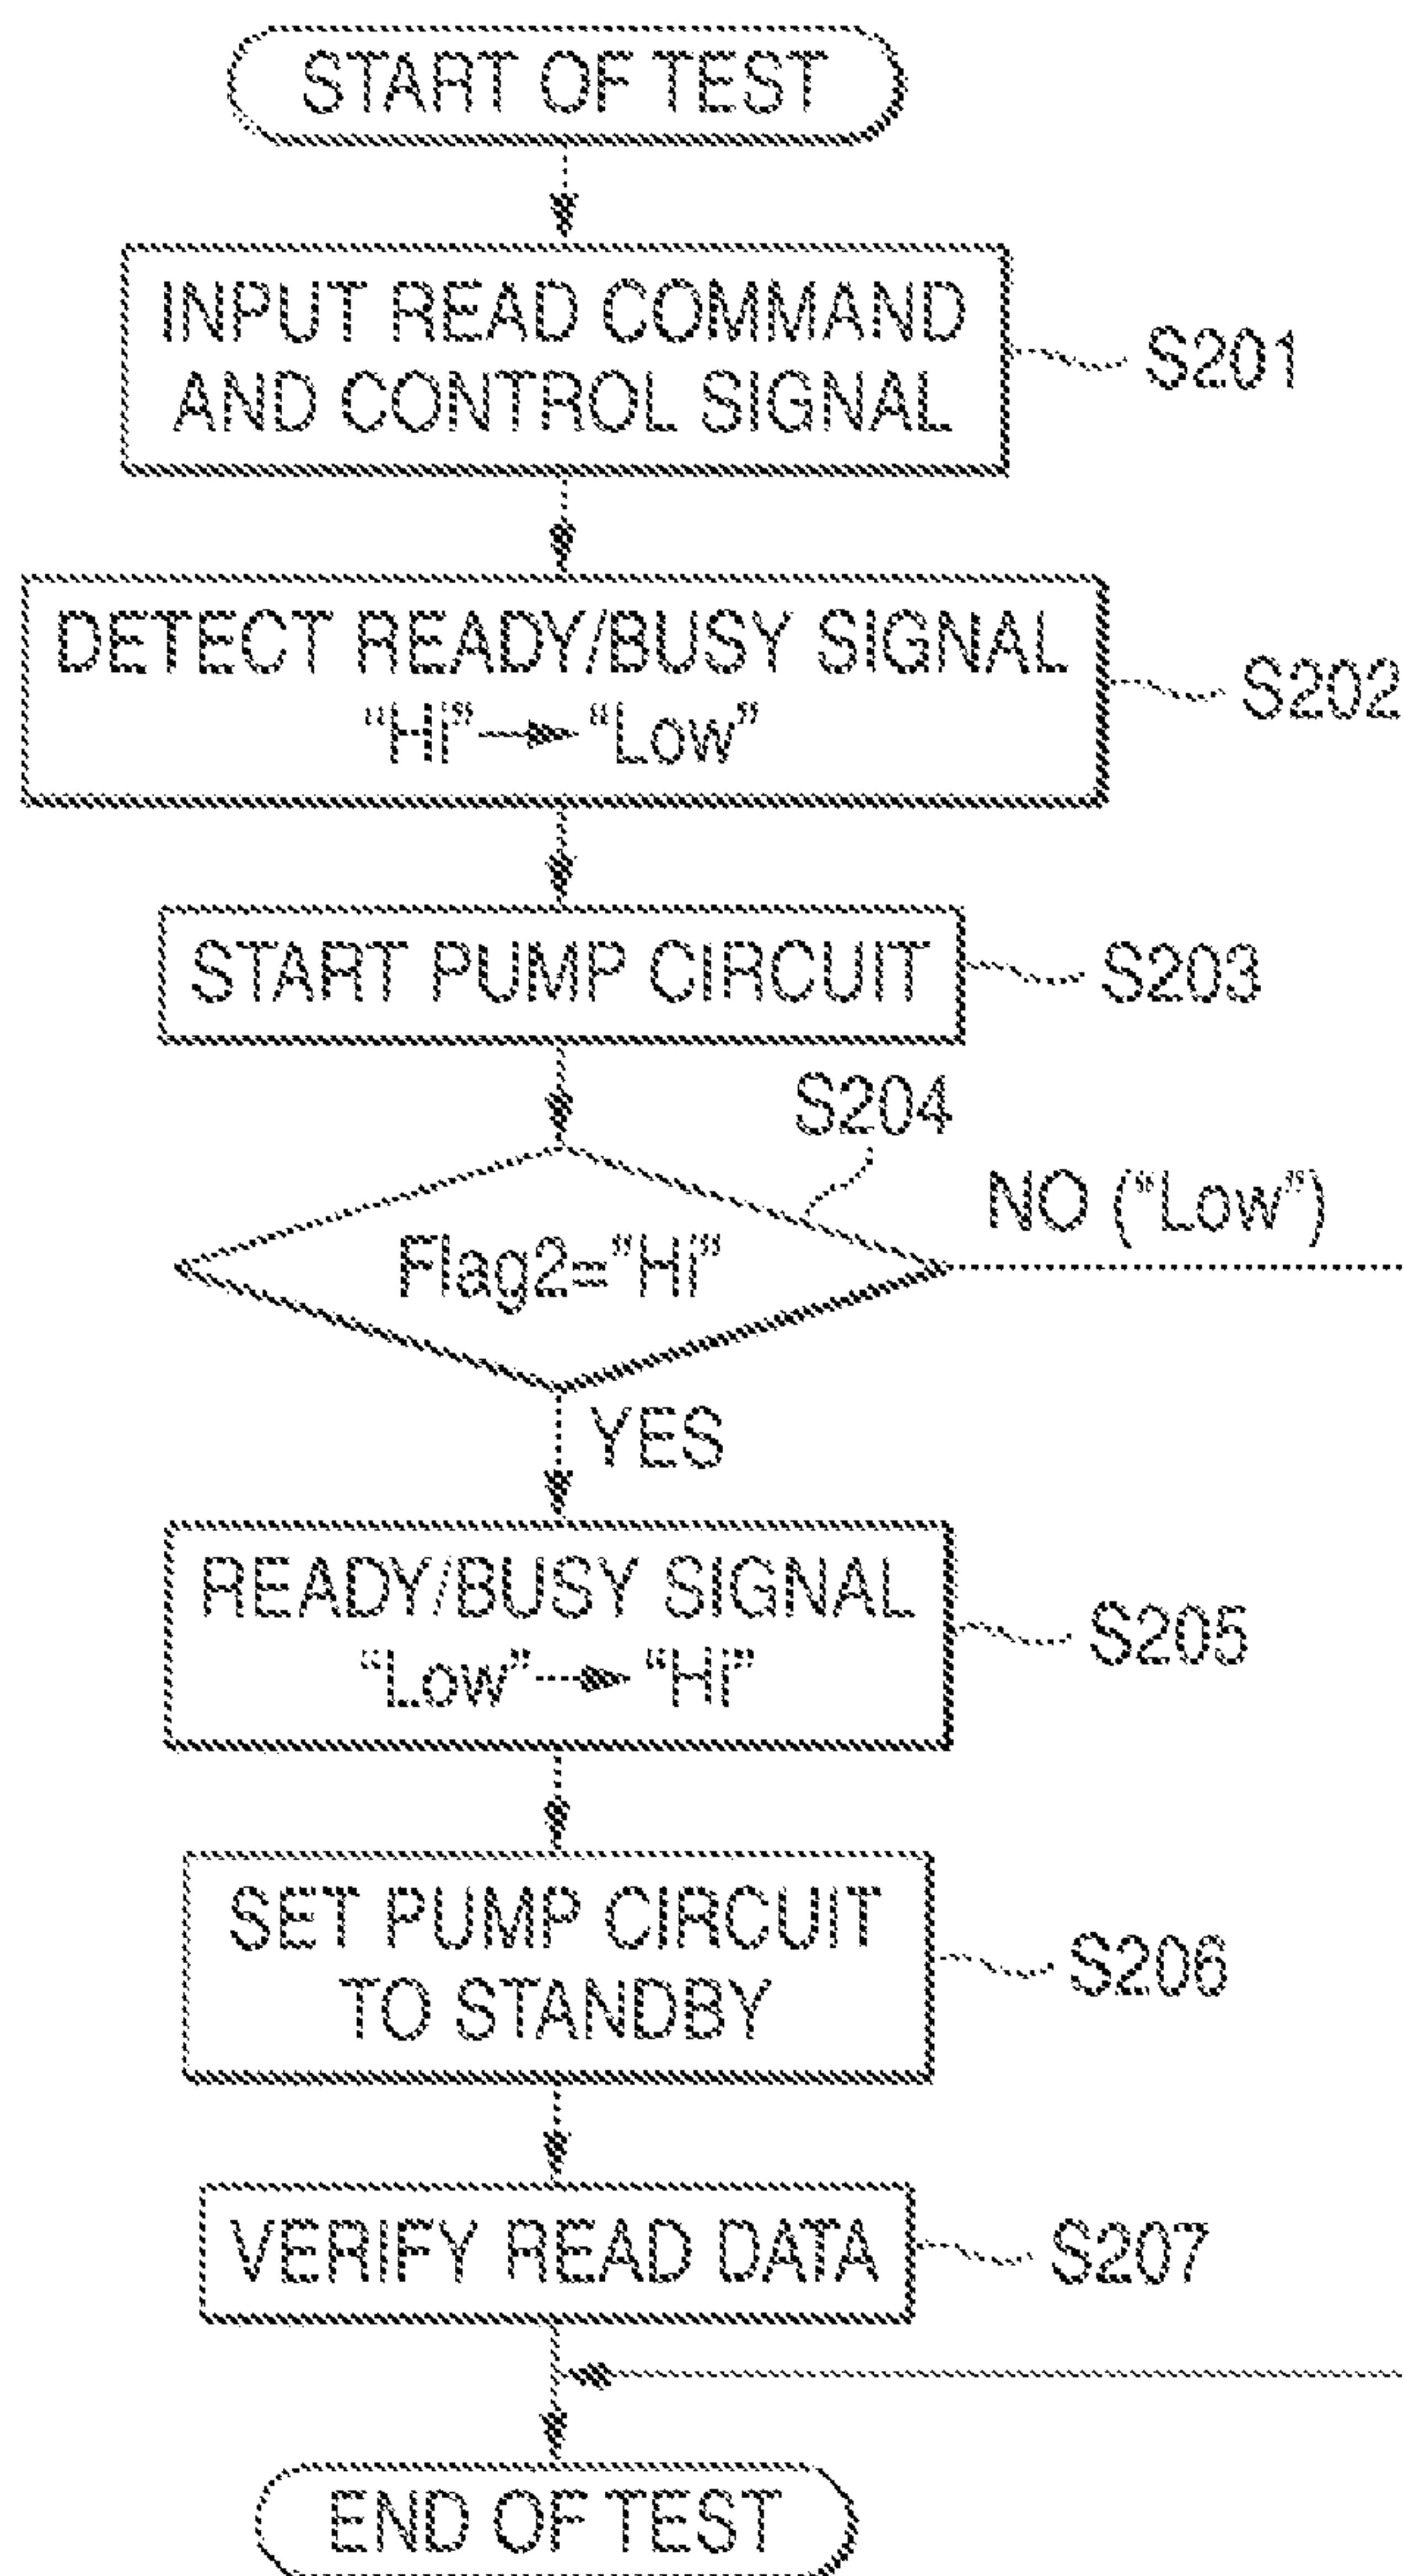 START OF TEST
INPUT READ COMMAND
AND CONTROL SIGNAL
S201
DETECT READY/BUSY SIGNAL
“Hi” → “Low”
S202
START PUMP CIRCUIT
S203
S204
Flag2=”Hi”
NO (“Low”)
YES
READY/BUSY SIGNAL
“Low” → “Hi”
S205
SET PUMP CIRCUIT
TO STANDBY
S206
VERIFY READ DATA
S207
END OF TEST